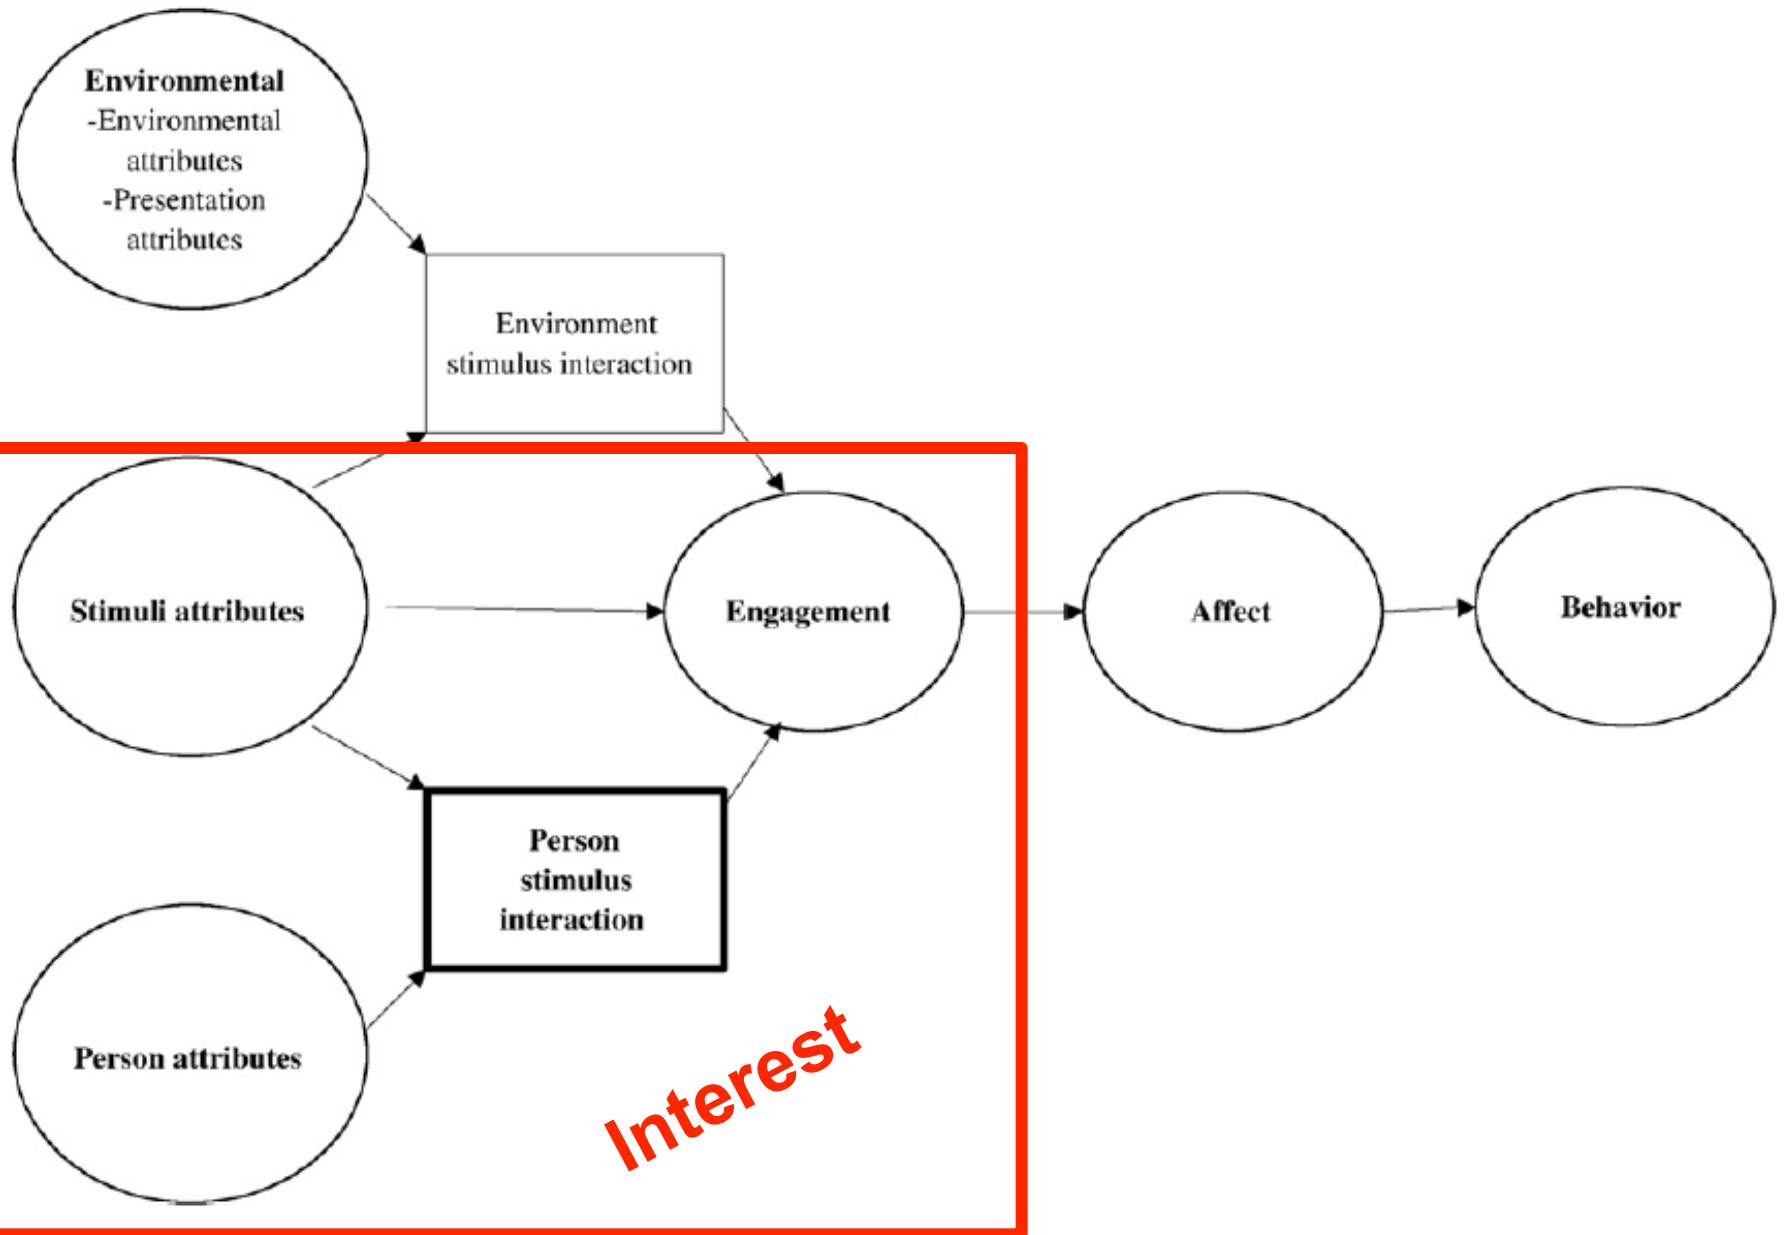 Environmental
-Environmental
attributes
-Presentation
attributes
Environment
stimulus interaction
Stimuli attributes
Engagement
Affect
Behavior
Person
stimulus
interaction
Person attributes
Interest